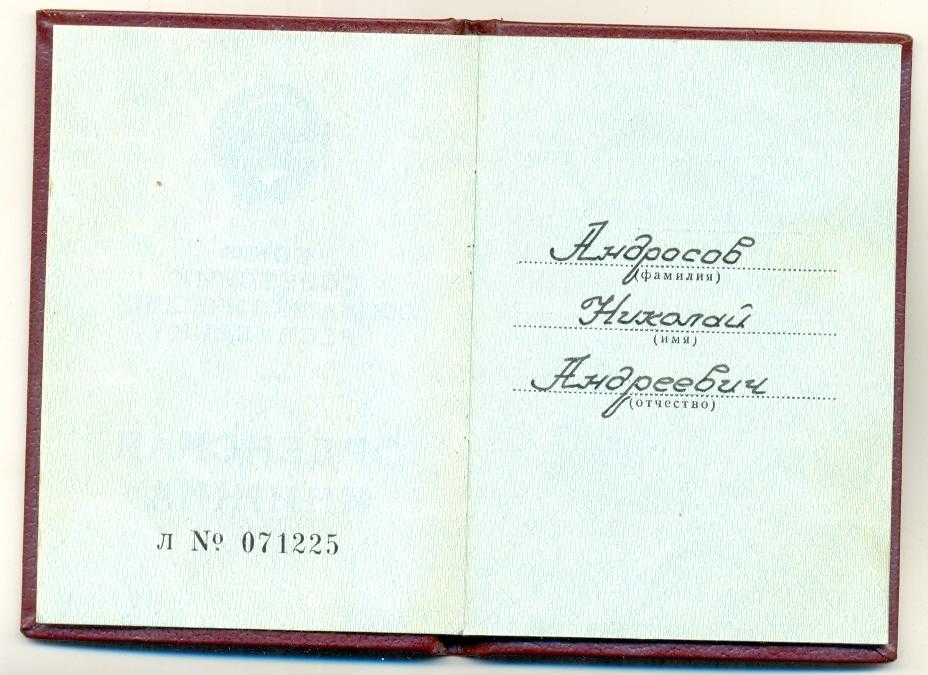 л № 071225
Андросов
(фамилия)
Николай
(имя)
Андреевич
(отчество)